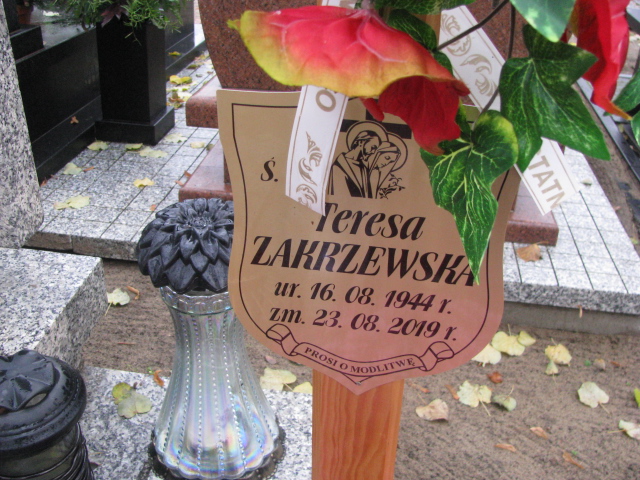 Ś.
Teresa
ZAKRZEWSKA
ur. 16. 08. 1944 r.
zm. 23. 08. 2019 r.
PROSI O MODLITWĘ